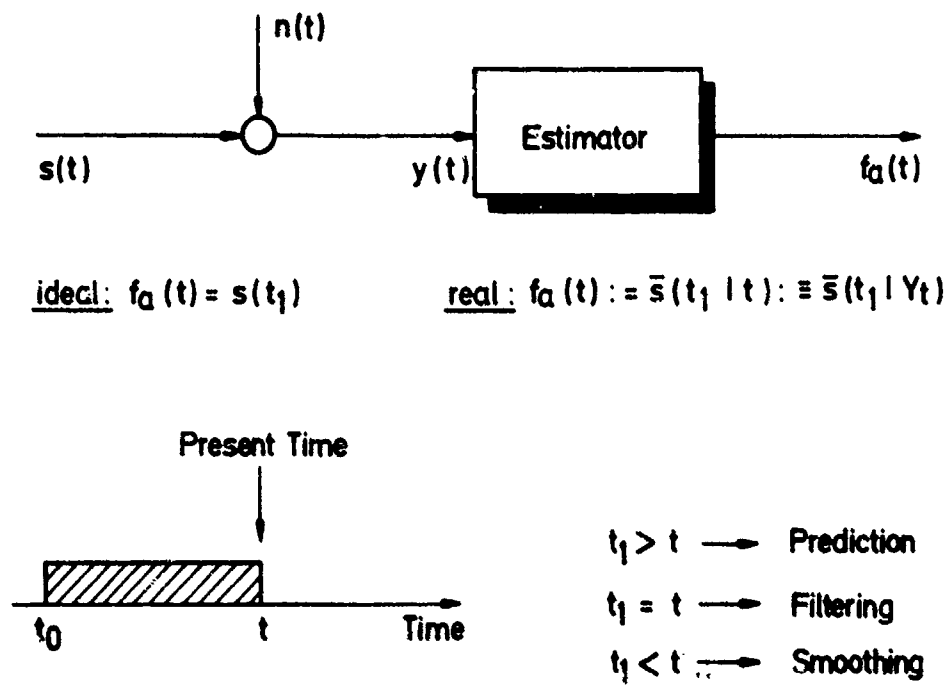 n(t)
s(t)
y(t)
Estimator
fₐ(t)
ideal: fₐ(t) = s(t₁)
real: fₐ(t) := s̄(t₁ | t) :≡ s̄(t₁ | Yt)
Present Time
t₀
t
Time
t₁ > t → Prediction
t₁ = t → Filtering
t₁ < t → Smoothing